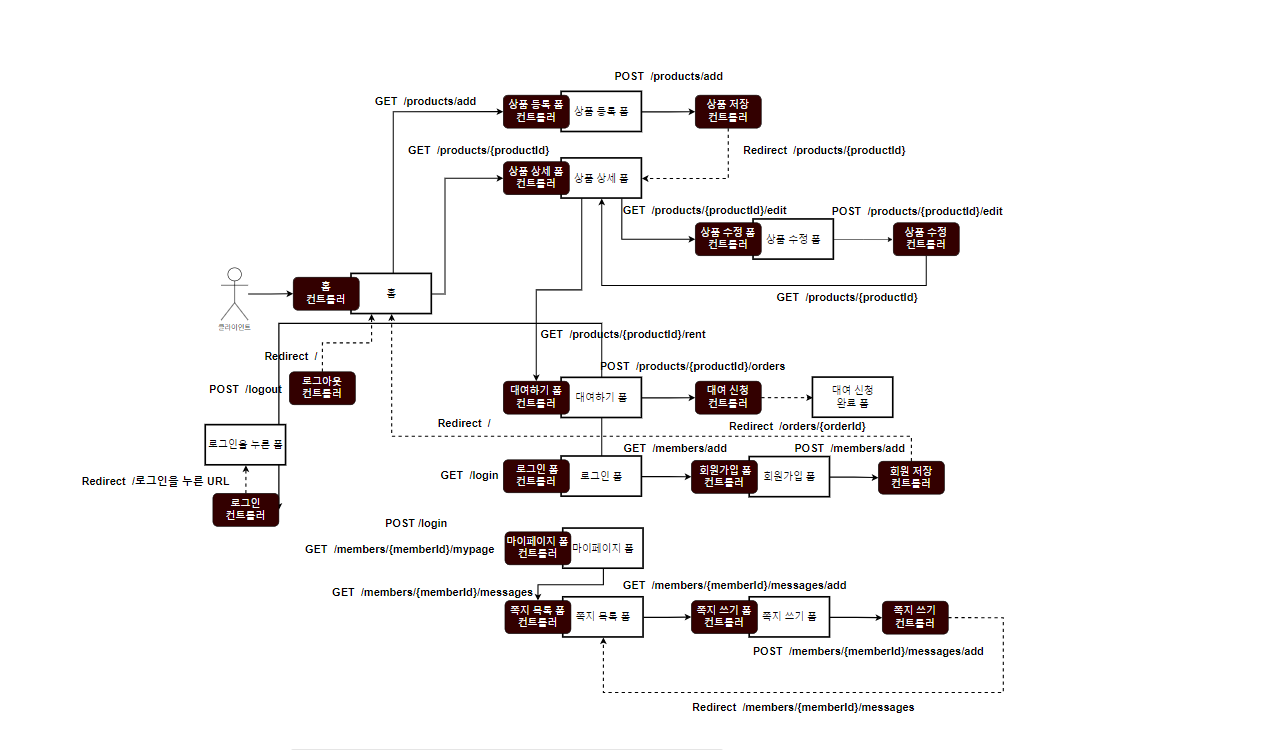 POST /products/add
GET /products/add
상품 등록 폼
컨트롤러
상품 등록 폼
상품 저장
컨트롤러
GET /products/{productId}
Redirect /products/{productId}
상품 상세 폼
컨트롤러
상품 상세 폼
GET /products/{productId}/edit
POST /products/{productId}/edit
상품 수정 폼
컨트롤러
상품 수정 폼
상품 수정
컨트롤러
클라이언트
홈
컨트롤러
홈
GET /products/{productId}
GET /products/{productId}/rent
Redirect /
POST /logout
로그아웃
컨트롤러
POST /products/{productId}/orders
대여하기 폼
컨트롤러
대여하기 폼
대여 신청
컨트롤러
대여 신청
완료 폼
Redirect /
Redirect /orders/{orderId}
로그인을 누른 폼
GET /members/add
POST /members/add
GET /login
로그인 폼
컨트롤러
로그인 폼
회원가입 폼
컨트롤러
회원가입 폼
회원 저장
컨트롤러
Redirect /로그인을 누른 URL
로그인
컨트롤러
POST /login
GET /members/{memberId}/mypage
마이페이지 폼
컨트롤러
마이페이지 폼
GET /members/{memberId}/messages
GET /members/{memberId}/messages/add
쪽지 목록 폼
컨트롤러
쪽지 목록 폼
쪽지 쓰기 폼
컨트롤러
쪽지 쓰기 폼
쪽지 쓰기
컨트롤러
POST /members/{memberId}/messages/add
Redirect /members/{memberId}/messages